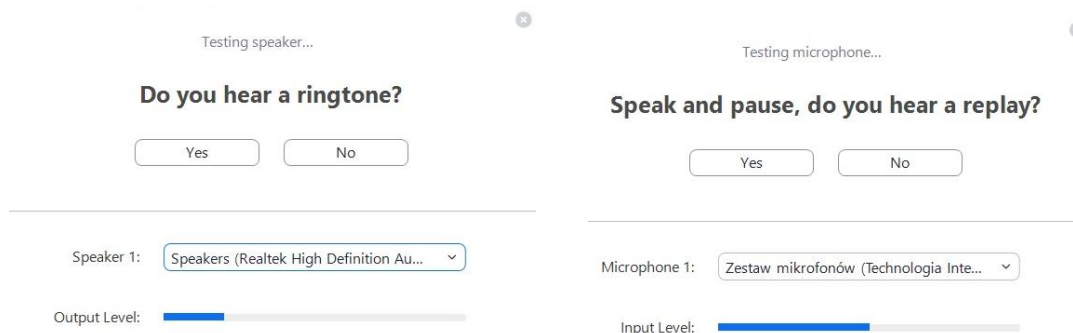 Testing speaker...
Do you hear a ringtone?
Yes No
Speaker 1: Speakers (Realtek High Definition Au...
Output Level:
Testing microphone...
Speak and pause, do you hear a replay?
Yes No
Microphone 1: Zestaw mikrofonów (Technologia Inte...
Input Level: